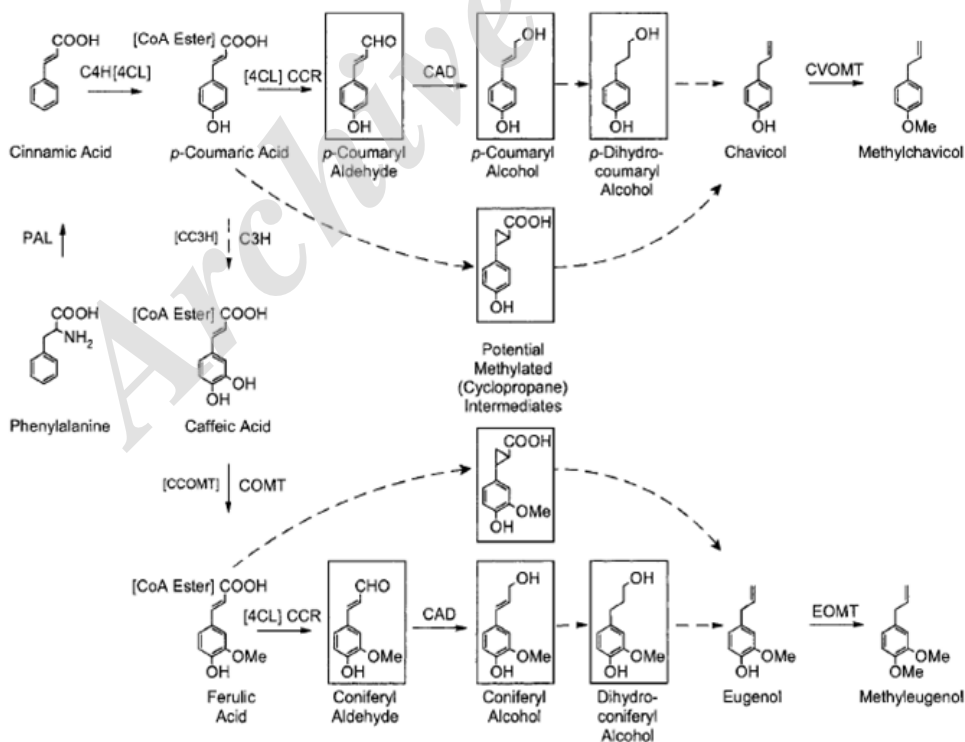 COOH
Cinnamic Acid
C4H[4CL]
[CoA Ester] COOH
OH
p-Coumaric Acid
[4CL] CCR
CHO
OH
p-Coumaryl
Aldehyde
CAD
OH
OH
p-Coumaryl
Alcohol
OH
OH
p-Dihydro-
coumaryl
Alcohol
OH
Chavicol
CVOMT
OMe
Methylchavicol
PAL
[CC3H] C3H
COOH
OH
Potential
Methylated
(Cyclopropane)
Intermediates
COOH
NH2
Phenylalanine
[CoA Ester] COOH
OH
OH
Caffeic Acid
[CCOMT] COMT
COOH
OMe
OH
[CoA Ester] COOH
OMe
OH
Ferulic
Acid
[4CL] CCR
CHO
OMe
OH
Coniferyl
Aldehyde
CAD
OH
OMe
OH
Coniferyl
Alcohol
OH
OMe
OH
Dihydro-
coniferyl
Alcohol
OMe
OH
Eugenol
EOMT
OMe
OMe
Methyleugenol
Archive